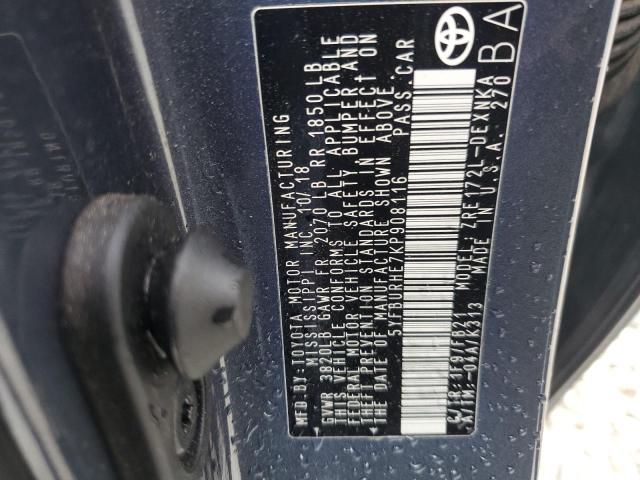 MFD BY: TOYOTA MOTOR MANUFACTURING
MISSISSIPPI INC. 10/18
GVWR 3820LB GAWR FR 2070 LB RR 1850 LB
THIS VEHICLE CONFORMS TO ALL APPLICABLE
FEDERAL MOTOR VEHICLE SAFETY, BUMPER AND
THEFT PREVENTION STANDARDS IN EFFECT ON
THE DATE OF MANUFACTURE SHOWN ABOVE.
5YFBURHE7KP908116 PASS. CAR
C/TR: 1F9/FB21 MODEL: ZRE172L-DEXNKA
A/TM: -03A/K313 MADE IN U.S.A. 270
BA